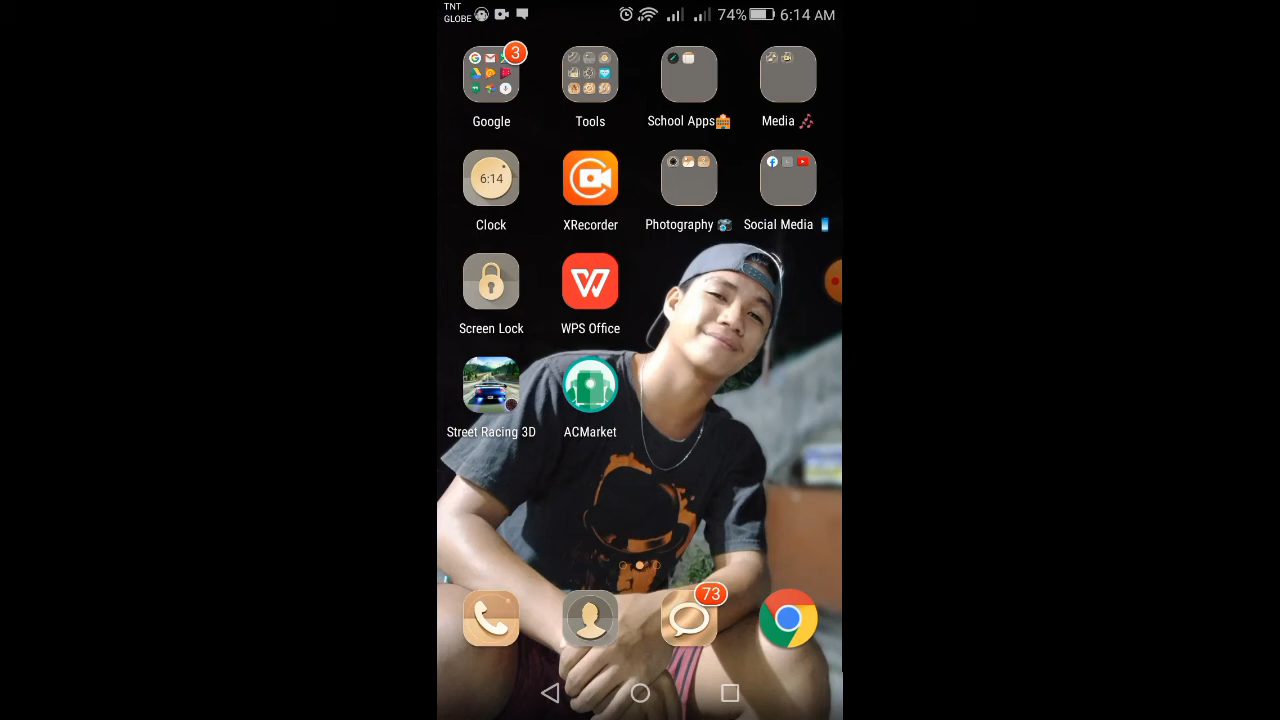 TNT
GLOBE
74% 6:14 AM
3
Google
Tools
School Apps🏫
Media 🎶
6:14
Clock
XRecorder
Photography 📷
Social Media 📱
Screen Lock
WPS Office
Street Racing 3D
ACMarket
73